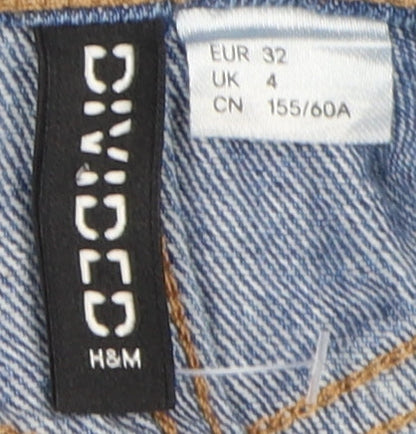 DIVIDED
H&M
EUR 32
UK 4
CN 155/60A